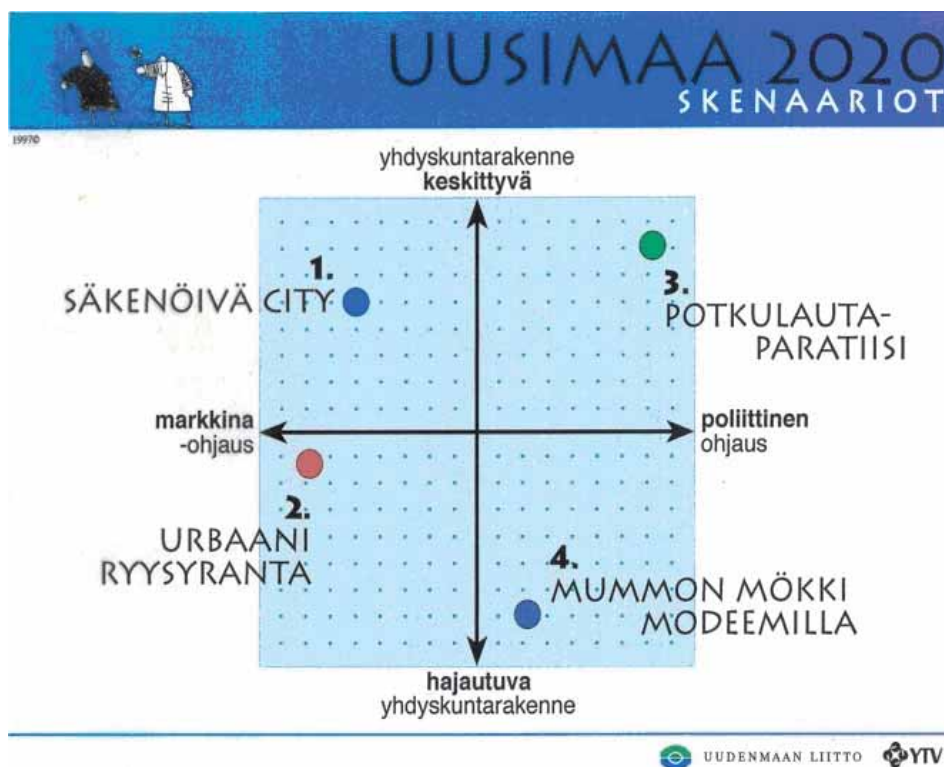 UUSIMAA 2020
SKENAARIOT
1997©
yhdyskuntarakenne
keskittyvä
1.
SÄKENÖIVÄ CITY
3.
POTKULAUTA-
PARATIISI
markkina
-ohjaus
poliittinen
ohjaus
2.
URBAANI
RYYSYRANTA
4.
MUMMON MÖKKI
MODEEMILLA
hajautuva
yhdyskuntarakenne
UUDENMAAN LIITTO
YTV